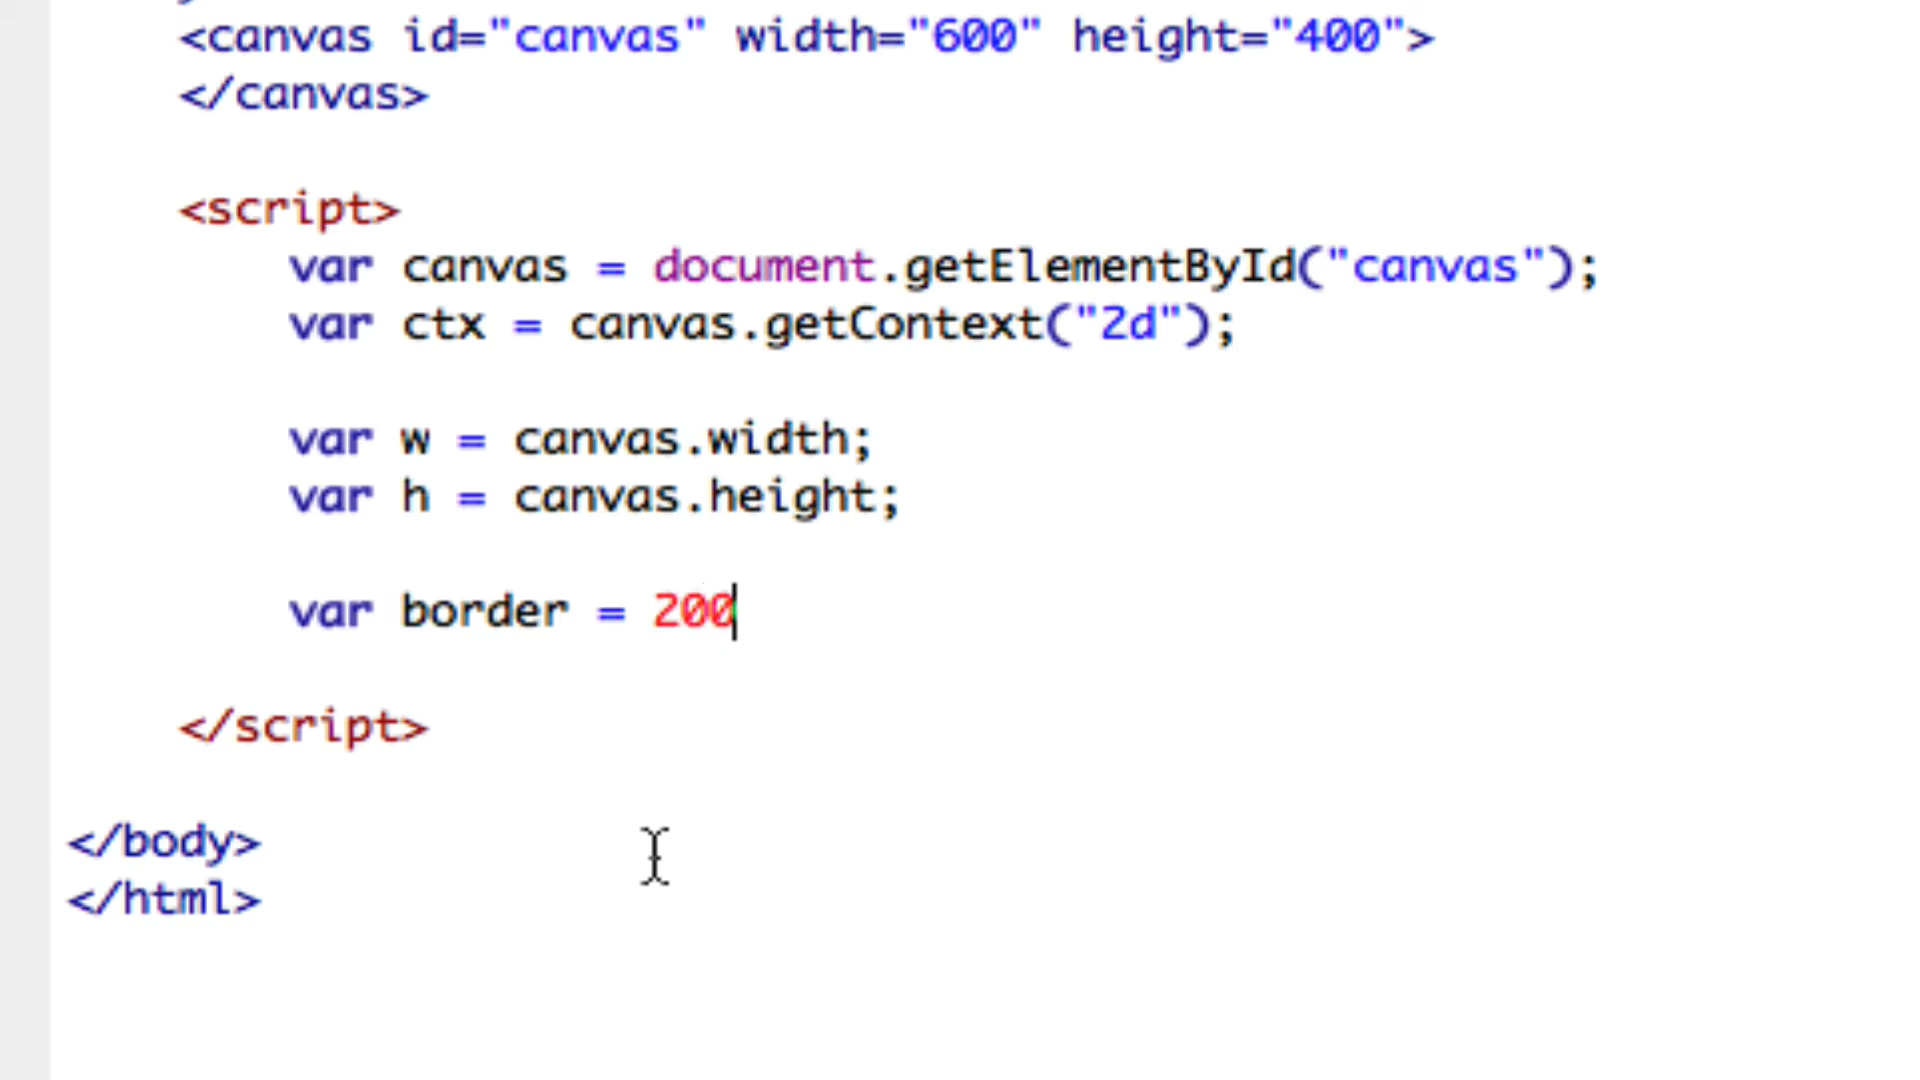 <canvas id="canvas" width="600" height="400">
</canvas>
<script>
var canvas = document.getElementById("canvas");
var ctx = canvas.getContext("2d");
var w = canvas.width;
var h = canvas.height;
var border = 200
</script>
</body>
</html>